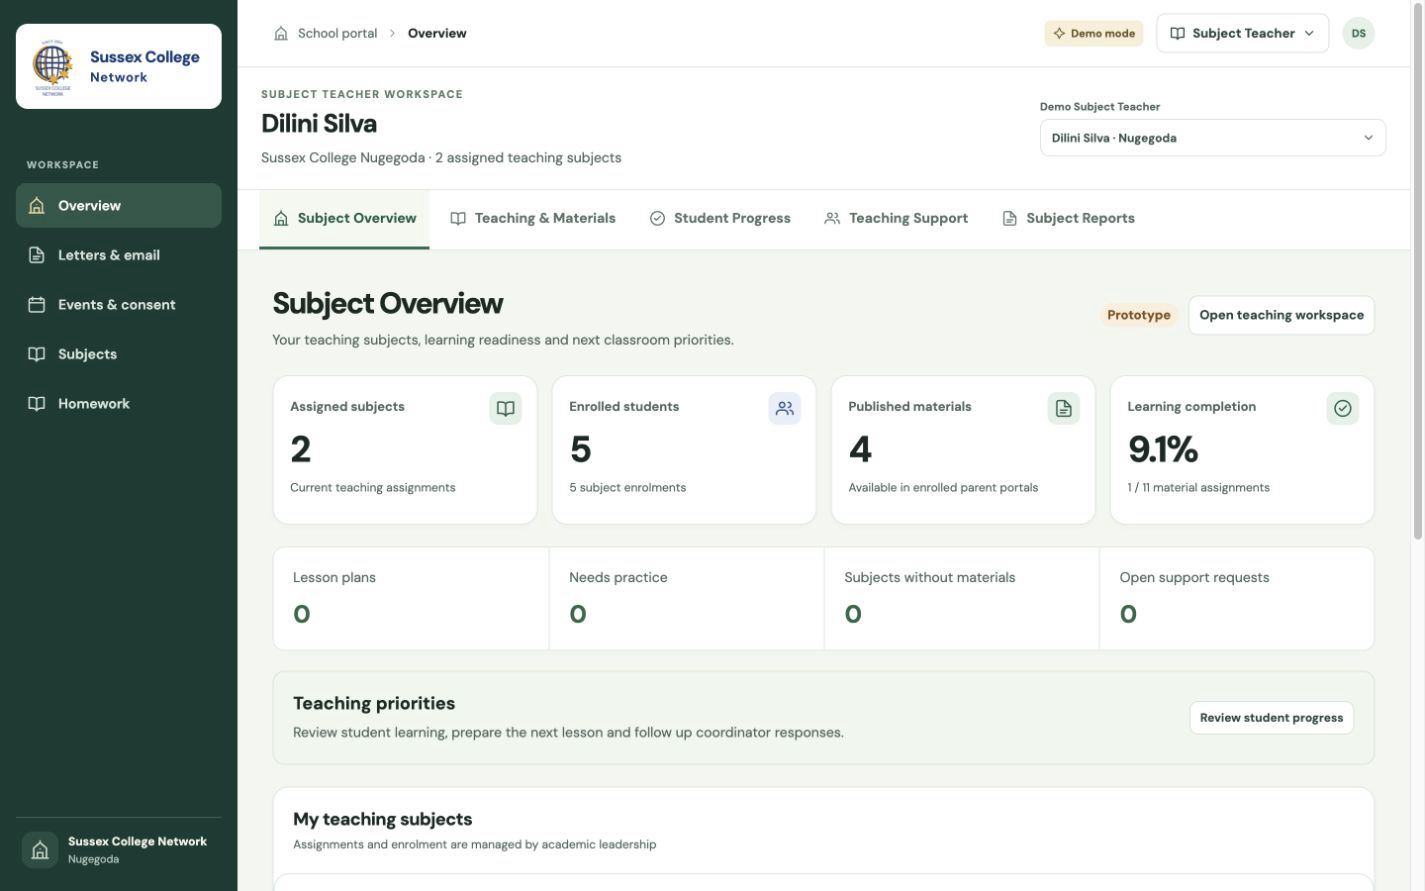 Sussex College
Network
SUSSEX COLLEGE
NETWORK
WORKSPACE
Overview
Letters & email
Events & consent
Subjects
Homework
Sussex College Network
Nugegoda
School portal > Overview
Demo mode
Subject Teacher
DS
SUBJECT TEACHER WORKSPACE
Dilini Silva
Sussex College Nugegoda · 2 assigned teaching subjects
Demo Subject Teacher
Dilini Silva · Nugegoda
Subject Overview
Teaching & Materials
Student Progress
Teaching Support
Subject Reports
Subject Overview
Your teaching subjects, learning readiness and next classroom priorities.
Prototype
Open teaching workspace
Assigned subjects
2
Current teaching assignments
Enrolled students
5
5 subject enrolments
Published materials
4
Available in enrolled parent portals
Learning completion
9.1%
1 / 11 material assignments
Lesson plans
0
Needs practice
0
Subjects without materials
0
Open support requests
0
Teaching priorities
Review student learning, prepare the next lesson and follow up coordinator responses.
Review student progress
My teaching subjects
Assignments and enrolment are managed by academic leadership